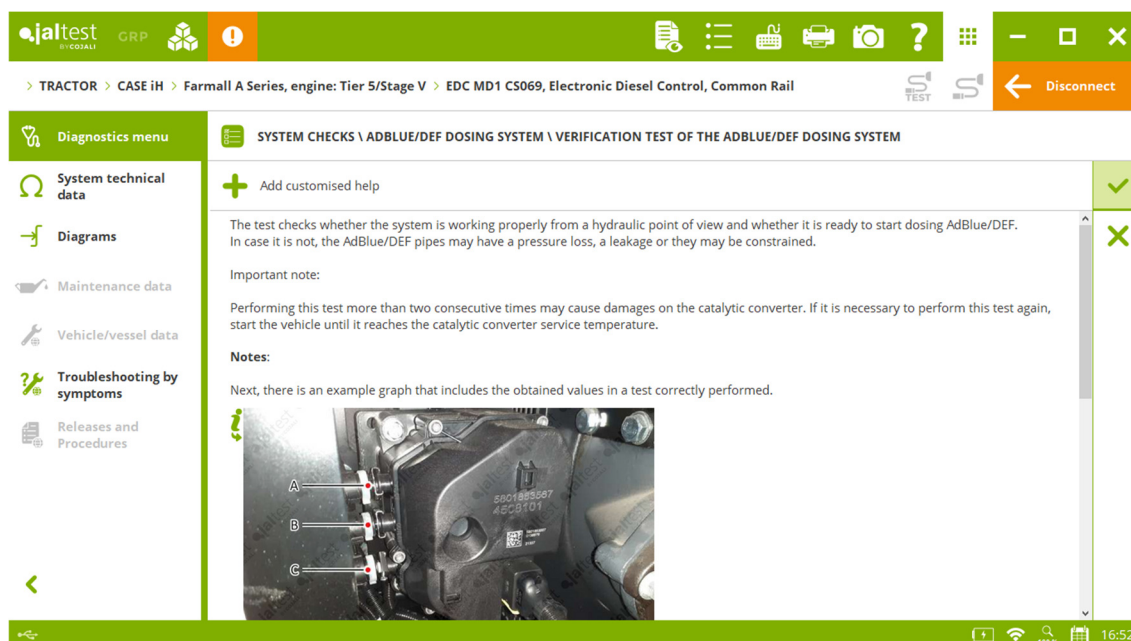 jaltest
BY COJALI
GRP
> TRACTOR > CASE iH > Farmall A Series, engine: Tier 5/Stage V > EDC MD1 CS069, Electronic Diesel Control, Common Rail
TEST
Disconnect
Diagnostics menu
System technical
data
Diagrams
Maintenance data
Vehicle/vessel data
Troubleshooting by
symptoms
Releases and
Procedures
SYSTEM CHECKS \ ADBLUE/DEF DOSING SYSTEM \ VERIFICATION TEST OF THE ADBLUE/DEF DOSING SYSTEM
Add customised help
The test checks whether the system is working properly from a hydraulic point of view and whether it is ready to start dosing AdBlue/DEF.
In case it is not, the AdBlue/DEF pipes may have a pressure loss, a leakage or they may be constrained.
Important note:
Performing this test more than two consecutive times may cause damages on the catalytic converter. If it is necessary to perform this test again,
start the vehicle until it reaches the catalytic converter service temperature.
Notes:
Next, there is an example graph that includes the obtained values in a test correctly performed.
A
B
C
5801863567
16:52